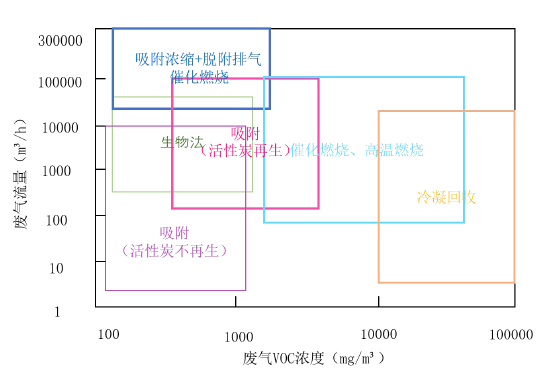 300000
吸附浓缩+脱附排气
催化燃烧
100000
10000
生物法
吸附
（活性炭再生）
催化燃烧、高温燃烧
1000
冷凝回收
100
吸附
（活性炭不再生）
10
1
废气流量（m³/h）
100
1000
10000
100000
废气VOC浓度（mg/m³）